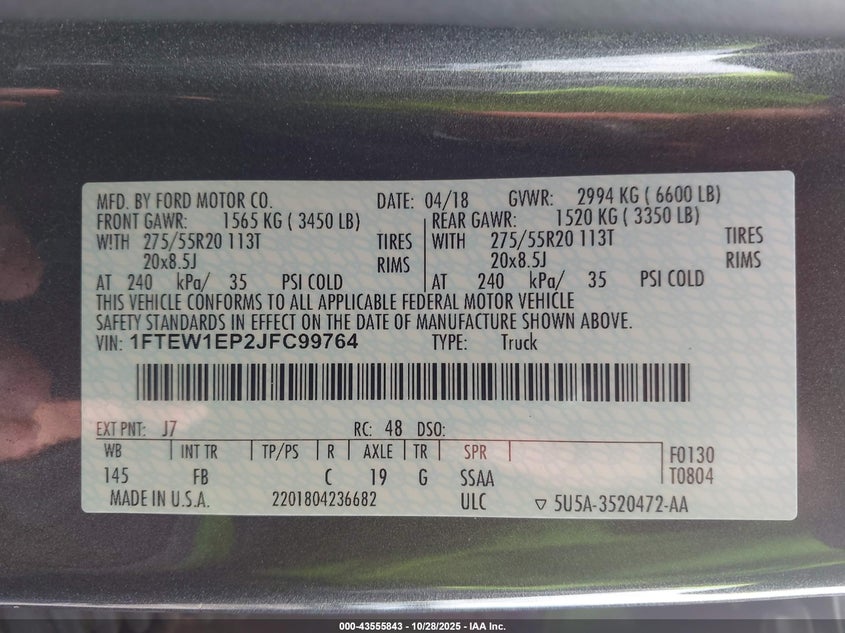 MFD. BY FORD MOTOR CO. DATE: 04/18 GVWR: 2994 KG ( 6600 LB)
FRONT GAWR: 1565 KG ( 3450 LB) REAR GAWR: 1520 KG ( 3350 LB)
WITH 275/55R20 113T TIRES WITH 275/55R20 113T TIRES
20x8.5J RIMS 20x8.5J RIMS
AT 240 kPa/ 35 PSI COLD AT 240 kPa/ 35 PSI COLD
THIS VEHICLE CONFORMS TO ALL APPLICABLE FEDERAL MOTOR VEHICLE
SAFETY STANDARDS IN EFFECT ON THE DATE OF MANUFACTURE SHOWN ABOVE.
VIN: 1FTEW1EP2JFC99764 TYPE: Truck
EXT PNT: J7 RC: 48 DSO:
WB INT TR TP/PS R AXLE TR SPR F0130
145 FB C 19 G SSAA T0804
MADE IN U.S.A. 2201804236682 ULC ▽ 5U5A-3520472-AA
000-43555843 | 10/28/2025 - IAA Inc.